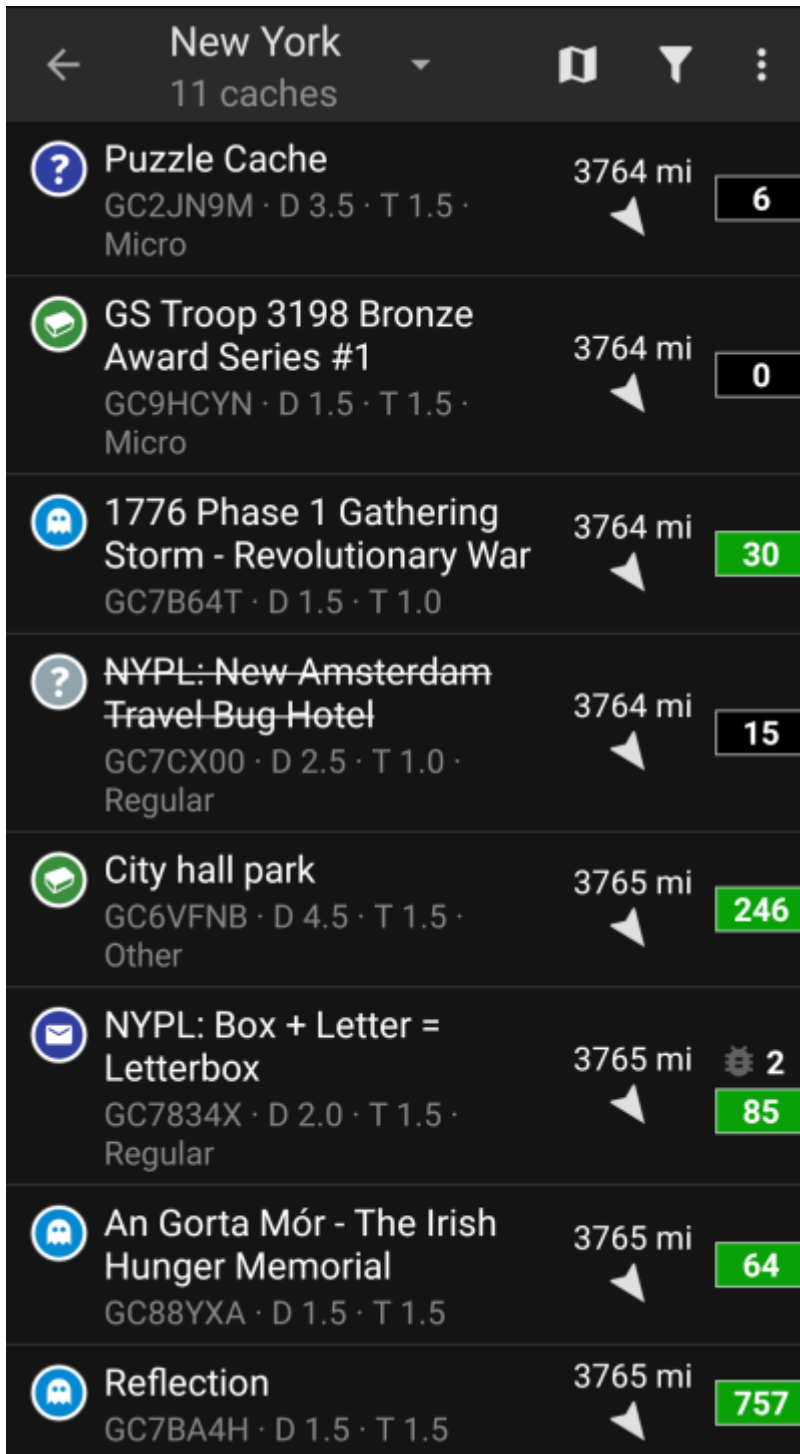 New York
11 caches
? Puzzle Cache
GC2JN9M · D 3.5 · T 1.5 ·
Micro
3764 mi
6
GS Troop 3198 Bronze
Award Series #1
GC9HCYN · D 1.5 · T 1.5 ·
Micro
3764 mi
0
1776 Phase 1 Gathering
Storm - Revolutionary War
GC7B64T · D 1.5 · T 1.0
3764 mi
30
? NYPL: New Amsterdam
Travel Bug Hotel
GC7CX00 · D 2.5 · T 1.0 ·
Regular
3764 mi
15
City hall park
GC6VFNB · D 4.5 · T 1.5 ·
Other
3765 mi
246
NYPL: Box + Letter =
Letterbox
GC7834X · D 2.0 · T 1.5 ·
Regular
3765 mi
2
85
An Gorta Mór - The Irish
Hunger Memorial
GC88YXA · D 1.5 · T 1.5
3765 mi
64
Reflection
GC7BA4H · D 1.5 · T 1.5
3765 mi
757